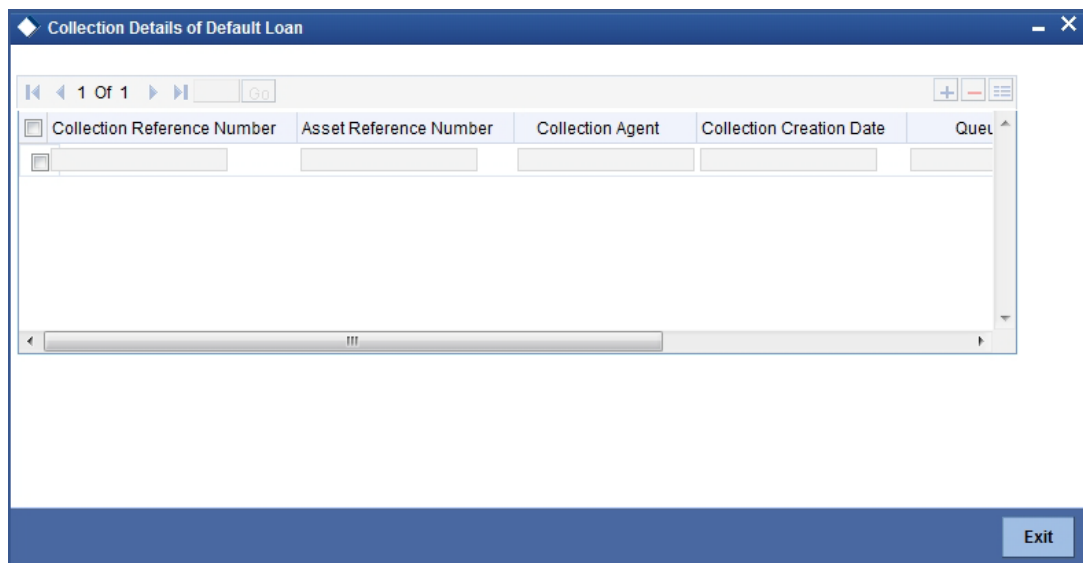 Collection Details of Default Loan
1 Of 1 Go
Collection Reference Number Asset Reference Number Collection Agent Collection Creation Date Queu
Exit